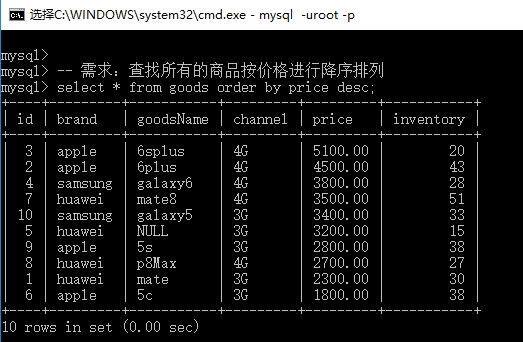 选择C:\WINDOWS\system32\cmd.exe - mysql  -uroot -p
mysql>
mysql> -- 需求：查找所有的商品按价格进行降序排列
mysql> select * from goods order by price desc;
+----+---------+-----------+---------+---------+-----------+
| id | brand   | goodsName | channel | price   | inventory |
+----+---------+-----------+---------+---------+-----------+
|  3 | apple   | 6splus    | 4G      | 5100.00 |        20 |
|  2 | apple   | 6plus     | 4G      | 4500.00 |        43 |
|  4 | samsung | galaxy6   | 4G      | 3800.00 |        28 |
|  7 | huawei  | mate8     | 4G      | 3500.00 |        51 |
| 10 | samsung | galaxy5   | 3G      | 3400.00 |        33 |
|  5 | huawei  | NULL      | 3G      | 3200.00 |        15 |
|  9 | apple   | 5s        | 3G      | 2800.00 |        38 |
|  8 | huawei  | p8Max     | 4G      | 2700.00 |        27 |
|  1 | huawei  | mate      | 3G      | 2300.00 |        30 |
|  6 | apple   | 5c        | 3G      | 1800.00 |        38 |
+----+---------+-----------+---------+---------+-----------+
10 rows in set (0.00 sec)